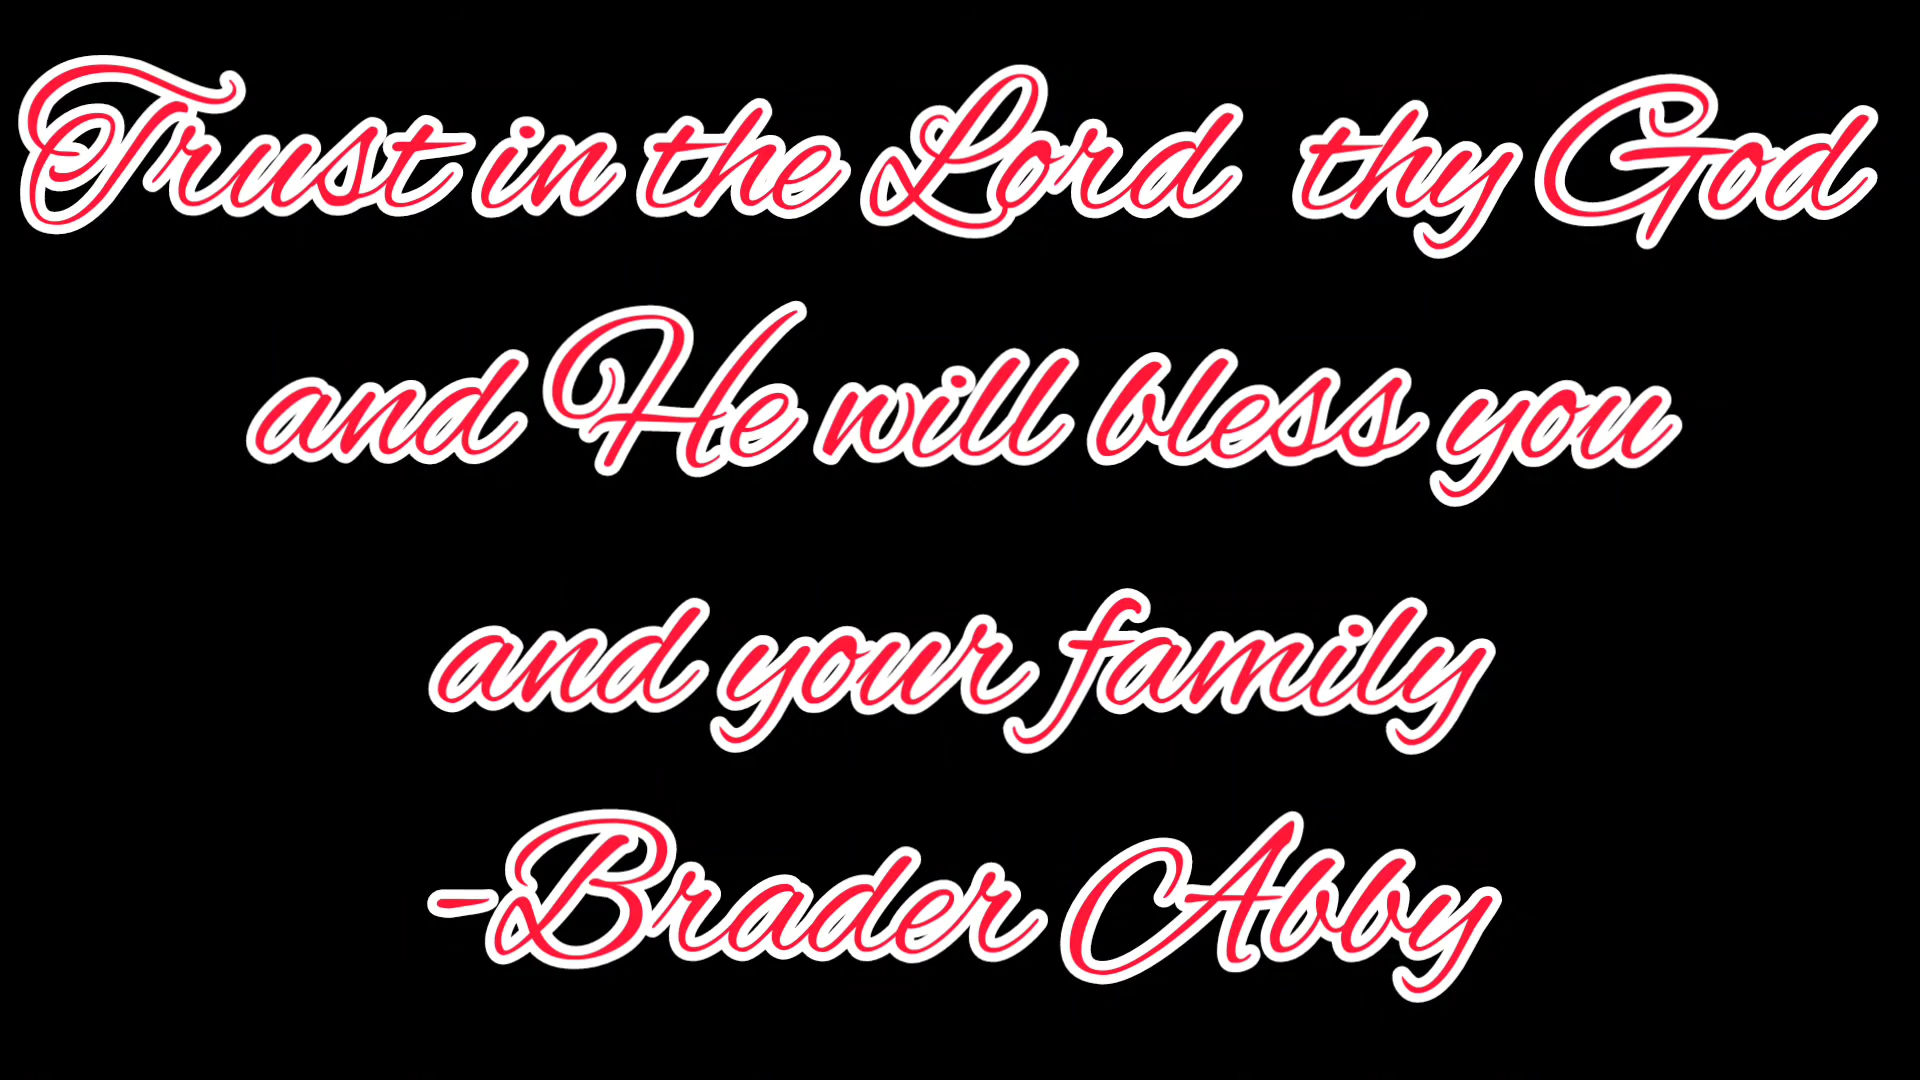 Trust in the Lord thy God
and He will bless you
and your family
-Brader Abby